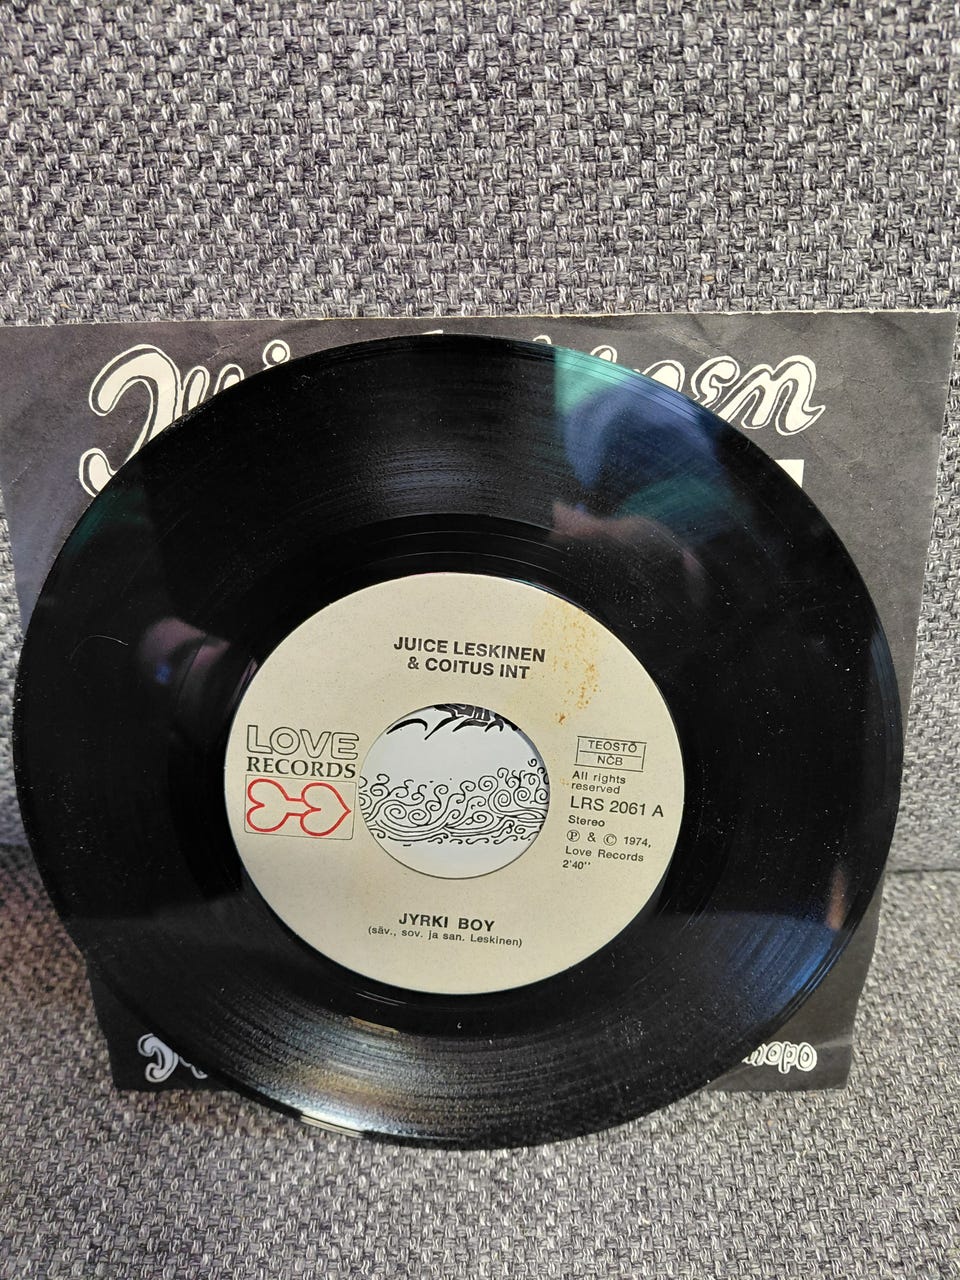 JUICE LESKINEN
& COITUS INT
LOVE
RECORDS
TEOSTO
NCB
All rights
reserved
LRS 2061 A
Stereo
Ⓟ & © 1974,
Love Records
2'40''
JYRKI BOY
(säv., sov. ja san. Leskinen)